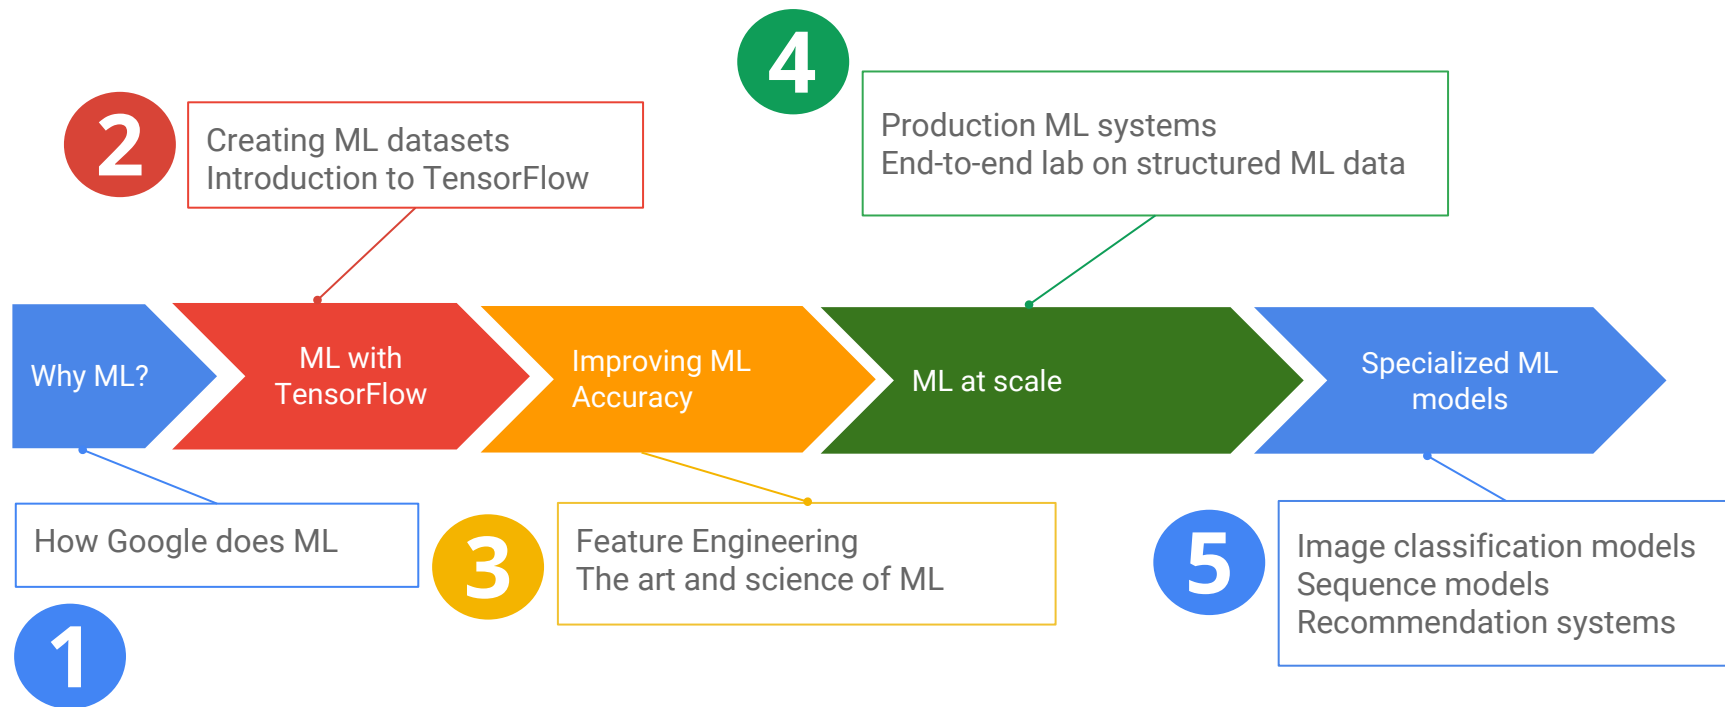 4
2
Creating ML datasets
Introduction to TensorFlow
Production ML systems
End-to-end lab on structured ML data
Why ML?
ML with
TensorFlow
Improving ML
Accuracy
ML at scale
Specialized ML
models
How Google does ML
1
3
Feature Engineering
The art and science of ML
5
Image classification models
Sequence models
Recommendation systems